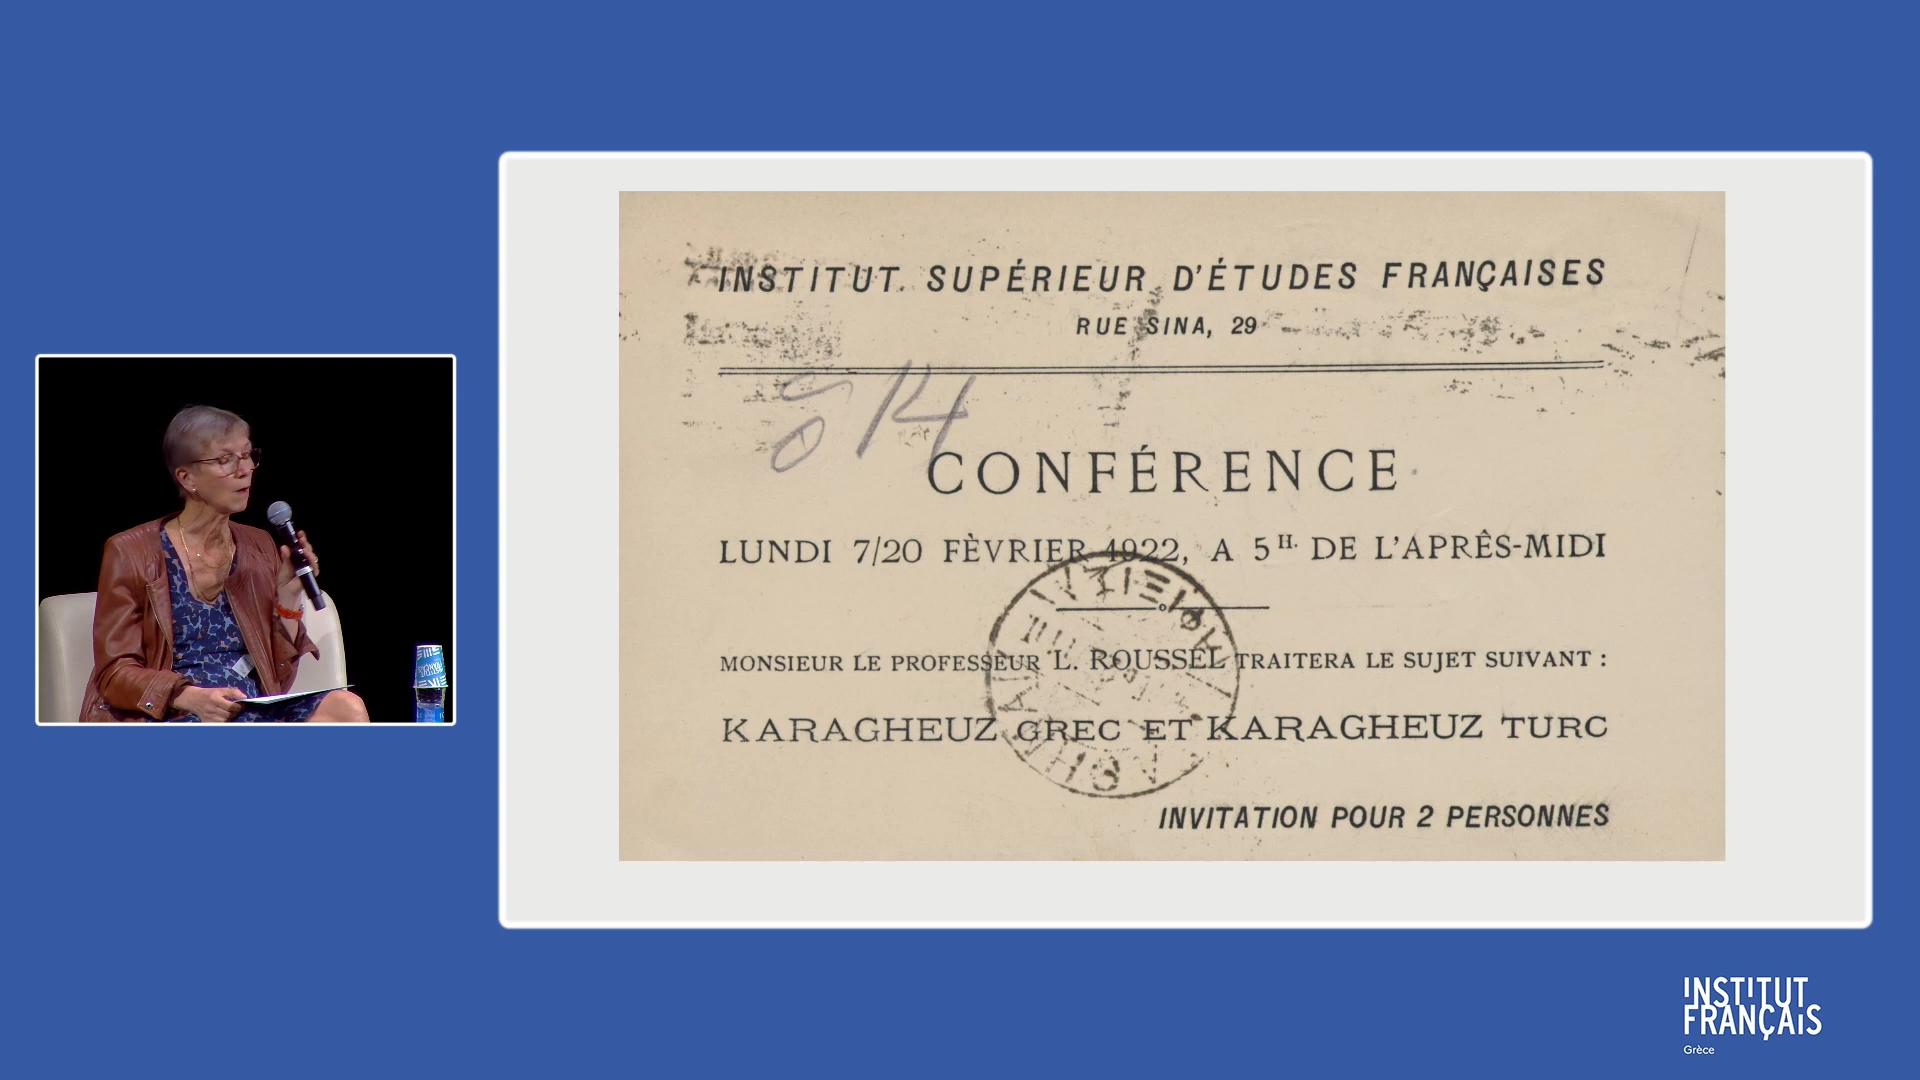 INSTITUT SUPÉRIEUR D'ÉTUDES FRANÇAISES
RUE SINA, 29
14
CONFÉRENCE
LUNDI 7/20 FÈVRIER 1922, A 5H. DE L'APRÊS-MIDI
MONSIEUR LE PROFESSEUR L. ROUSSEL TRAITERA LE SUJET SUIVANT :
KARAGHEUZ GREC ET KARAGHEUZ TURC
INVITATION POUR 2 PERSONNES
INSTITUT
FRANÇAIS
Grèce